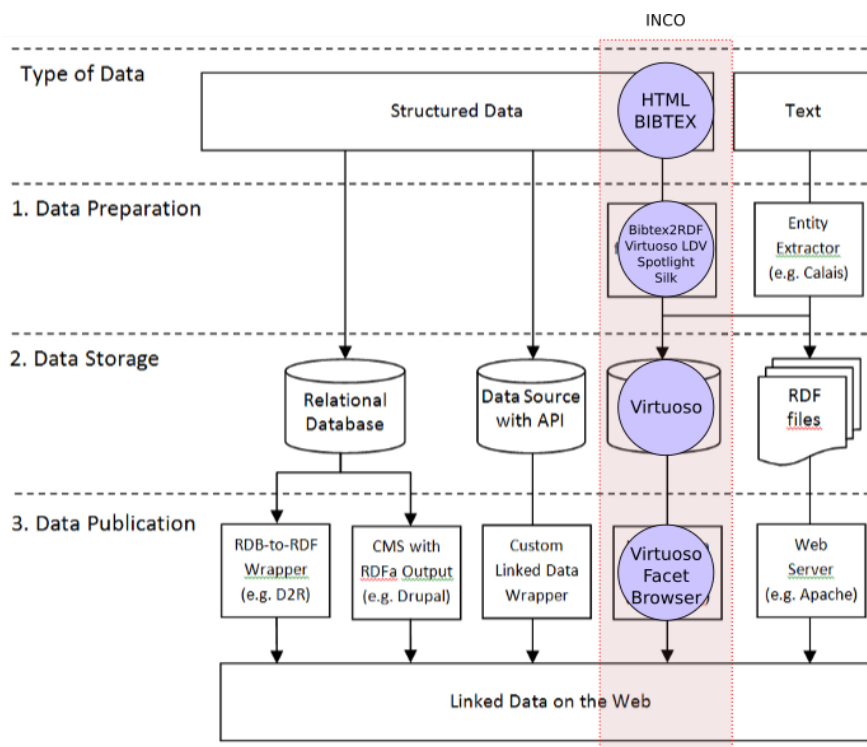 INCO
Type of Data
Structured Data
HTML
BIBTEX
Text
1. Data Preparation
Bibtex2RDF
Virtuoso LDV
Spotlight
Silk
Entity
Extractor
(e.g. Calais)
2. Data Storage
Relational
Database
Data Source
with API
Virtuoso
RDF
files
3. Data Publication
RDB-to-RDF
Wrapper
(e.g. D2R)
CMS with
RDFa Output
(e.g. Drupal)
Custom
Linked Data
Wrapper
Virtuoso
Facet
Browser
Web
Server
(e.g. Apache)
Linked Data on the Web